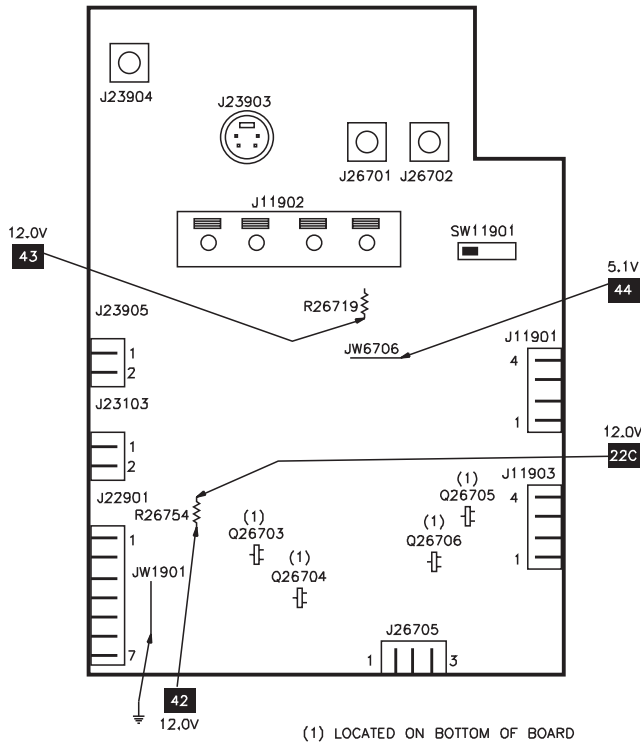 J23904
J23903
J26701 J26702
J11902
SW11901
12.0V
43
5.1V
44
R26719
J23905
1
2
JW6706
J11901
4
1
J23103
1
2
12.0V
22C
J22901
1
7
R26754
J11903
4
1
(1)
Q26705
(1)
Q26703
(1)
Q26706
(1)
Q26704
JW1901
J26705
1 3
42
12.0V
(1) LOCATED ON BOTTOM OF BOARD